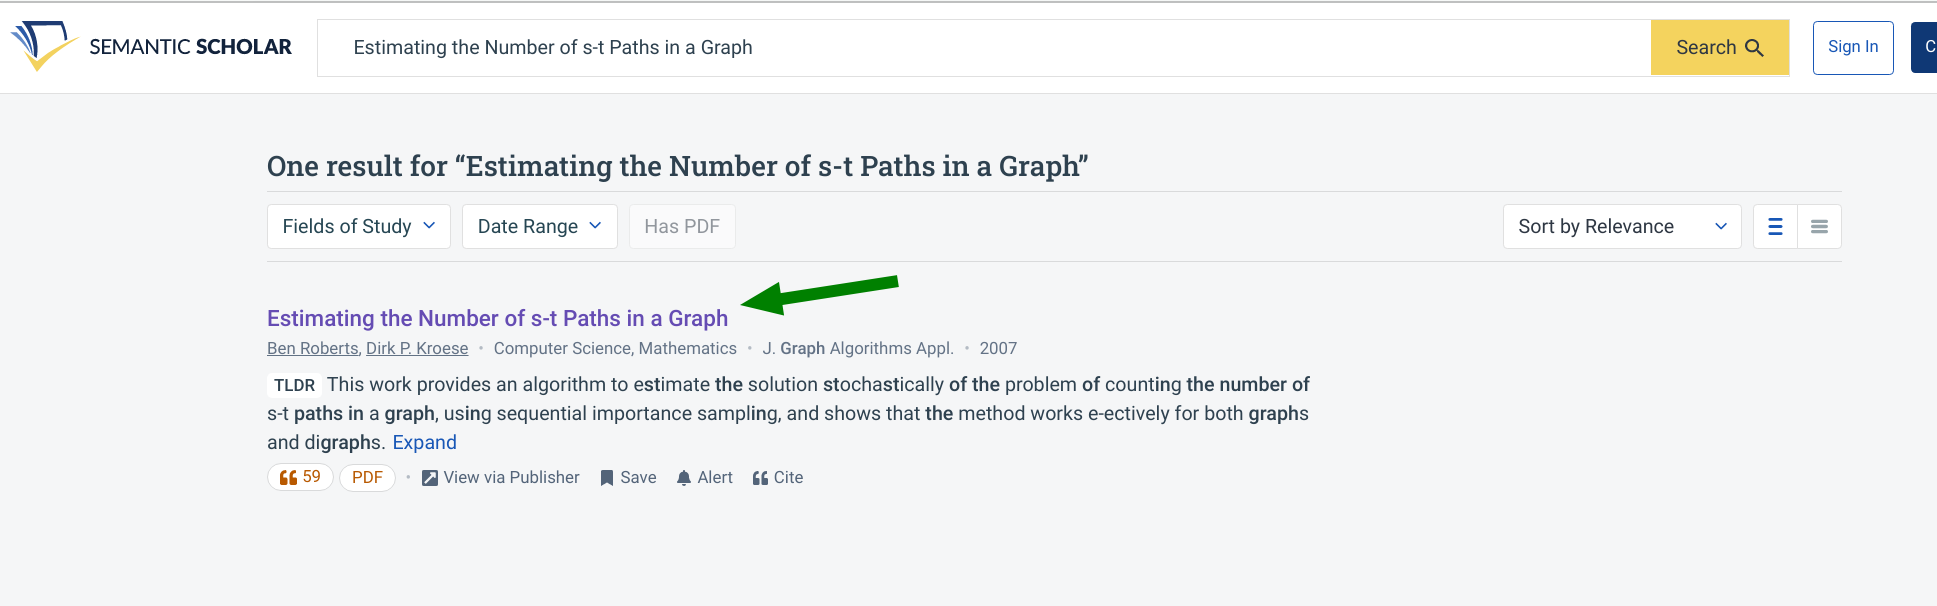 SEMANTIC SCHOLAR
Estimating the Number of s-t Paths in a Graph
Search
Sign In
C
One result for “Estimating the Number of s-t Paths in a Graph”
Fields of Study
Date Range
Has PDF
Sort by Relevance
Estimating the Number of s-t Paths in a Graph
Ben Roberts, Dirk P. Kroese • Computer Science, Mathematics • J. Graph Algorithms Appl. • 2007
TLDR This work provides an algorithm to estimate the solution stochastically of the problem of counting the number of
s-t paths in a graph, using sequential importance sampling, and shows that the method works e-ectively for both graphs
and digraphs. Expand
59 PDF • View via Publisher Save Alert Cite